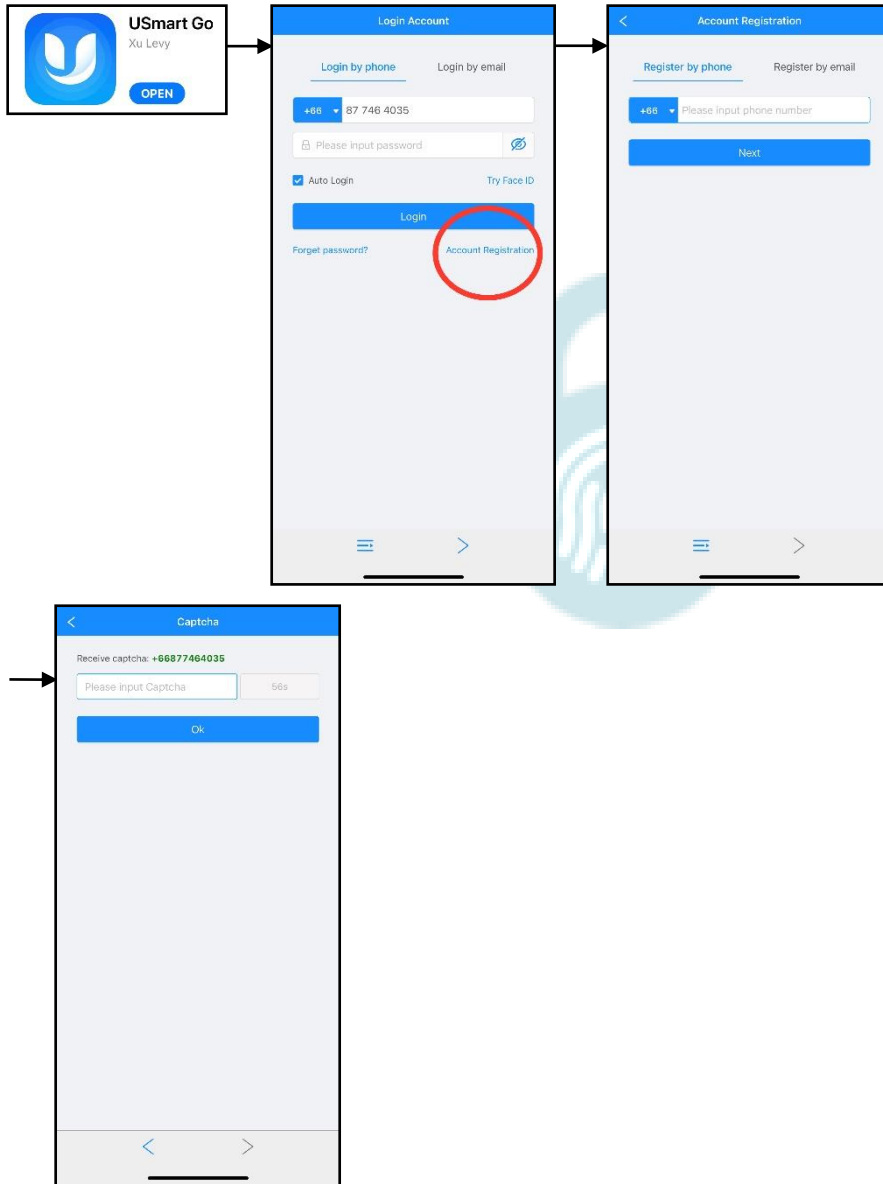 USmart Go
Xu Levy
OPEN
Login Account
Login by phone Login by email
+66 87 746 4035
Please input password
Auto Login Try Face ID
Login
Forget password? Account Registration
Account Registration
Register by phone Register by email
+66 Please input phone number
Next
Captcha
Receive captcha: +66877464035
Please input Captcha 56s
Ok